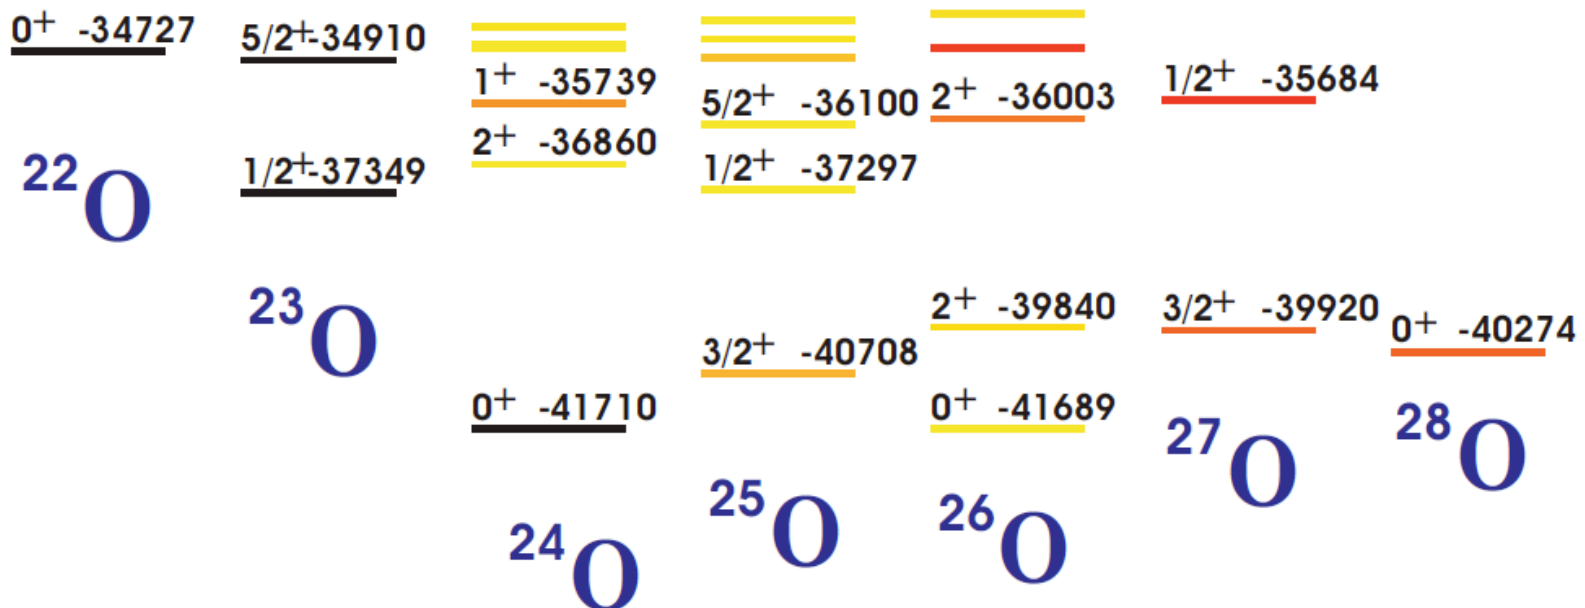 0+ -34727
22O
5/2+ -34910
1/2+ -37349
23O
1+ -35739
2+ -36860
0+ -41710
24O
5/2+ -36100
1/2+ -37297
3/2+ -40708
25O
2+ -36003
2+ -39840
0+ -41689
26O
1/2+ -35684
3/2+ -39920
27O
0+ -40274
28O